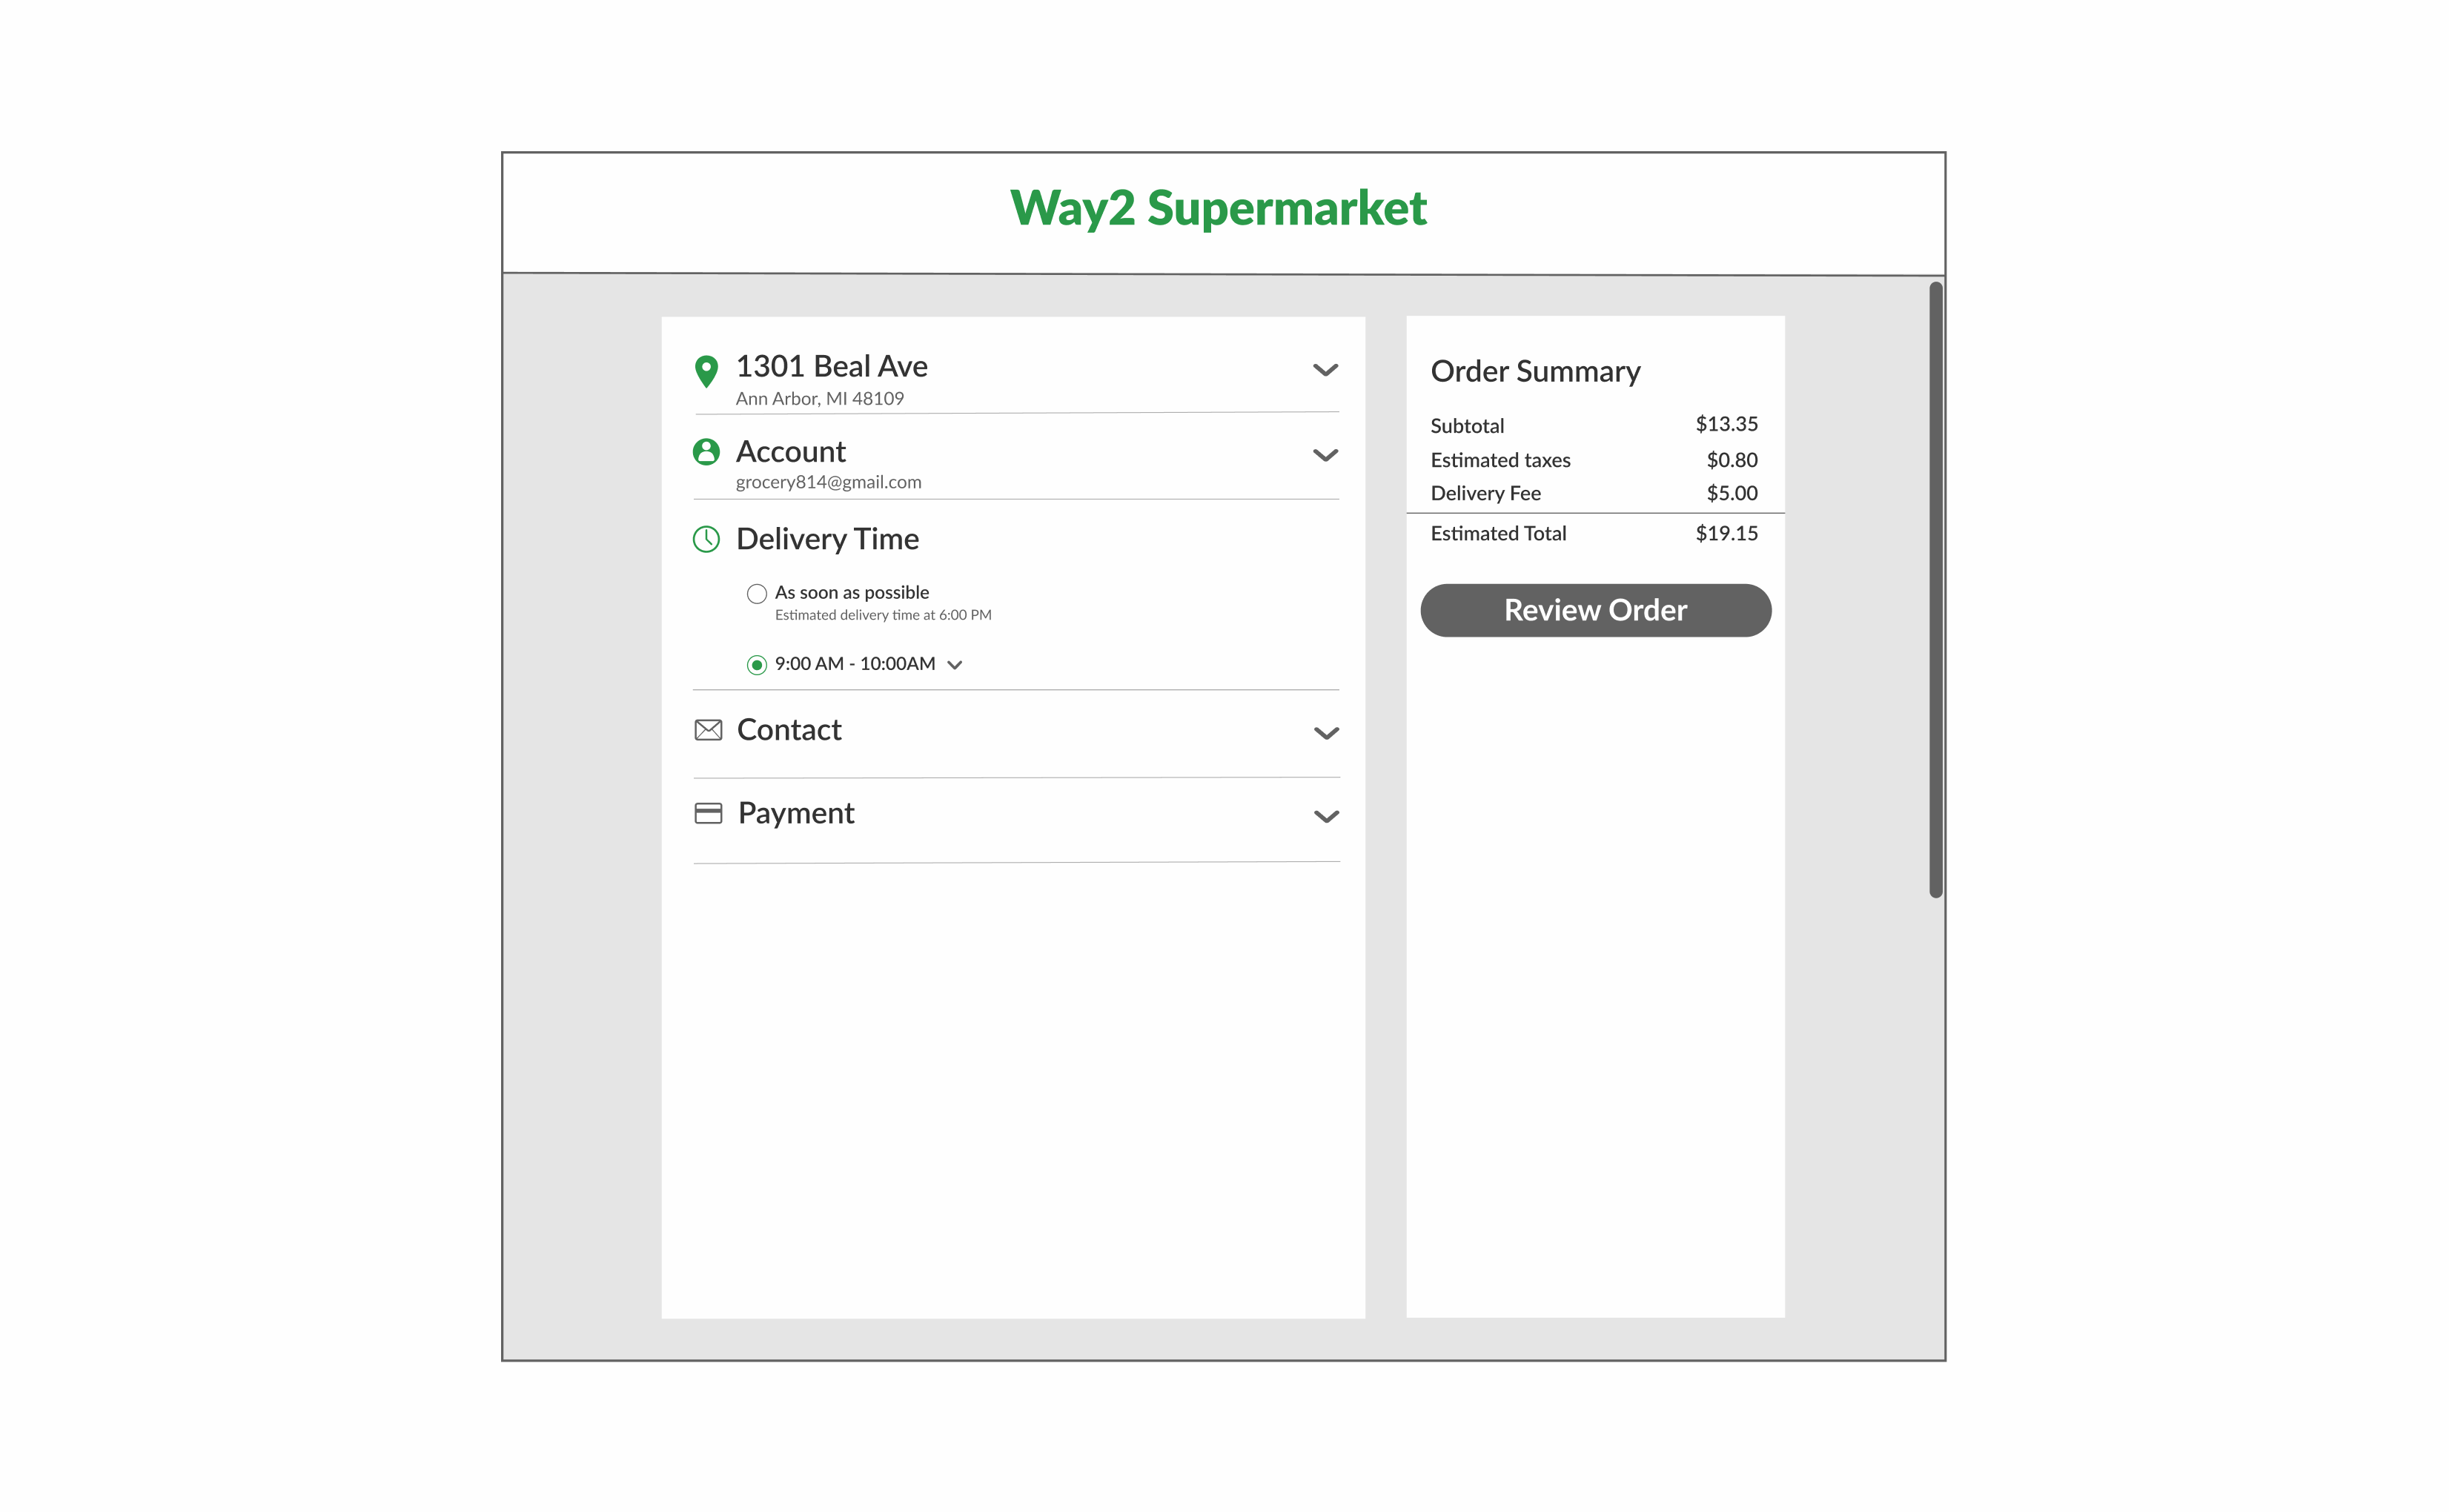 Way2 Supermarket
1301 Beal Ave
Ann Arbor, MI 48109
Account
grocery814@gmail.com
Delivery Time
As soon as possible
Estimated delivery time at 6:00 PM
9:00 AM - 10:00AM
Contact
Payment
Order Summary
Subtotal $13.35
Estimated taxes $0.80
Delivery Fee $5.00
Estimated Total $19.15
Review Order